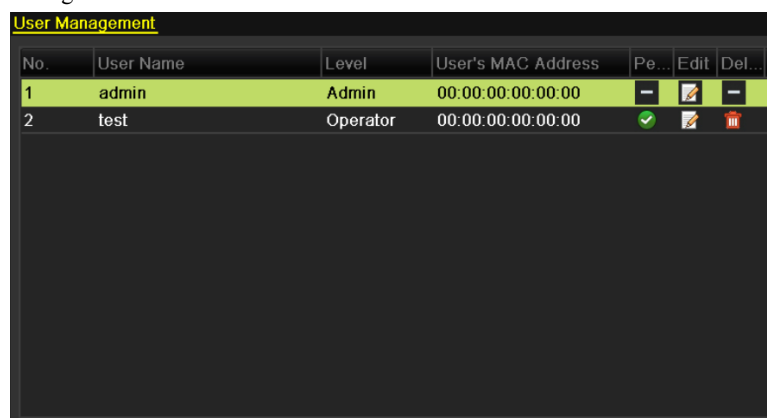 User Management
No. User Name Level User's MAC Address Pe... Edit Del...
1 admin Admin 00:00:00:00:00:00
2 test Operator 00:00:00:00:00:00